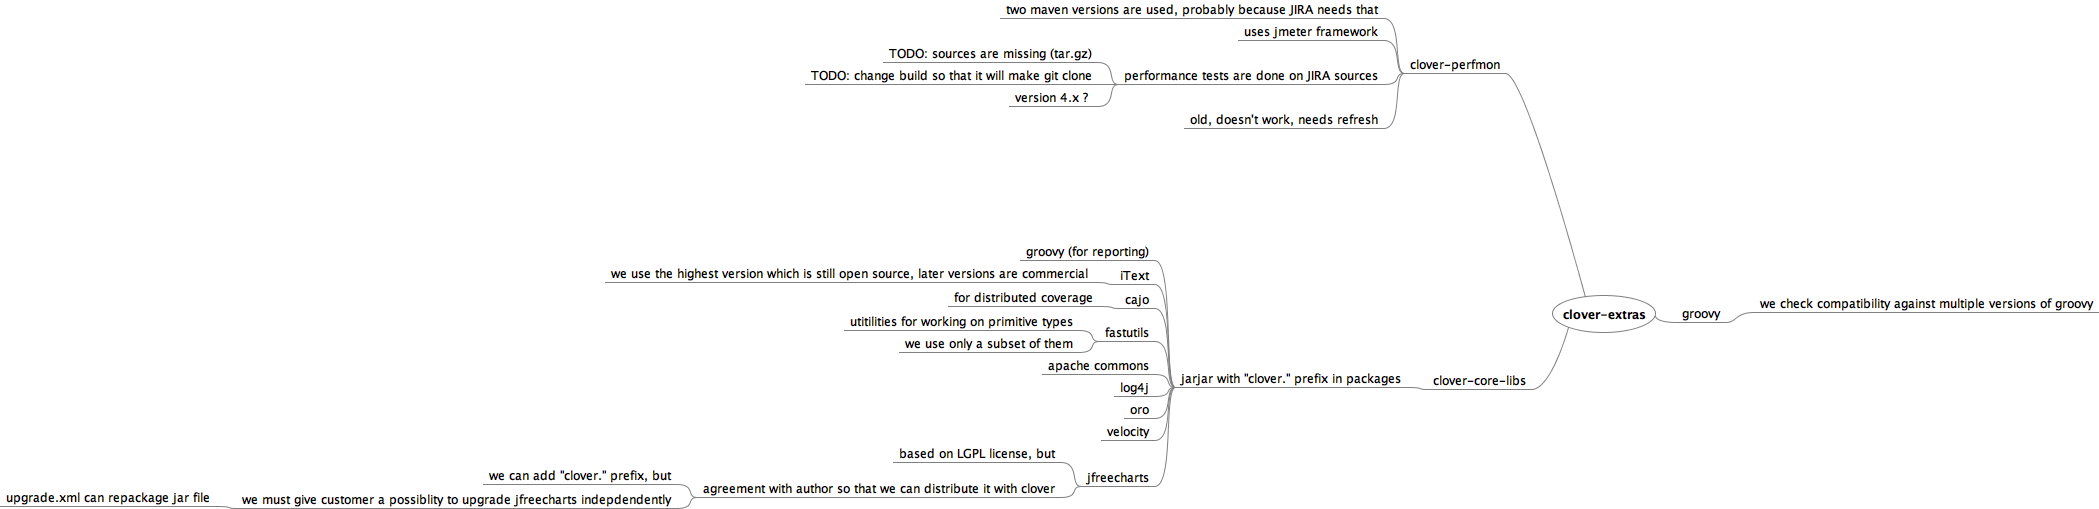 two maven versions are used, probably because JIRA needs that
uses jmeter framework
TODO: sources are missing (tar.gz)
TODO: change build so that it will make git clone
version 4.x ?
performance tests are done on JIRA sources
old, doesn't work, needs refresh
clover-perfmon
groovy (for reporting)
we use the highest version which is still open source, later versions are commercial
iText
for distributed coverage
cajo
utitilities for working on primitive types
we use only a subset of them
fastutils
apache commons
log4j
oro
velocity
based on LGPL license, but
we can add "clover." prefix, but
upgrade.xml can repackage jar file
we must give customer a possiblity to upgrade jfreecharts indepdendently
agreement with author so that we can distribute it with clover
jfreecharts
jarjar with "clover." prefix in packages
clover-core-libs
clover-extras
groovy
we check compatibility against multiple versions of groovy